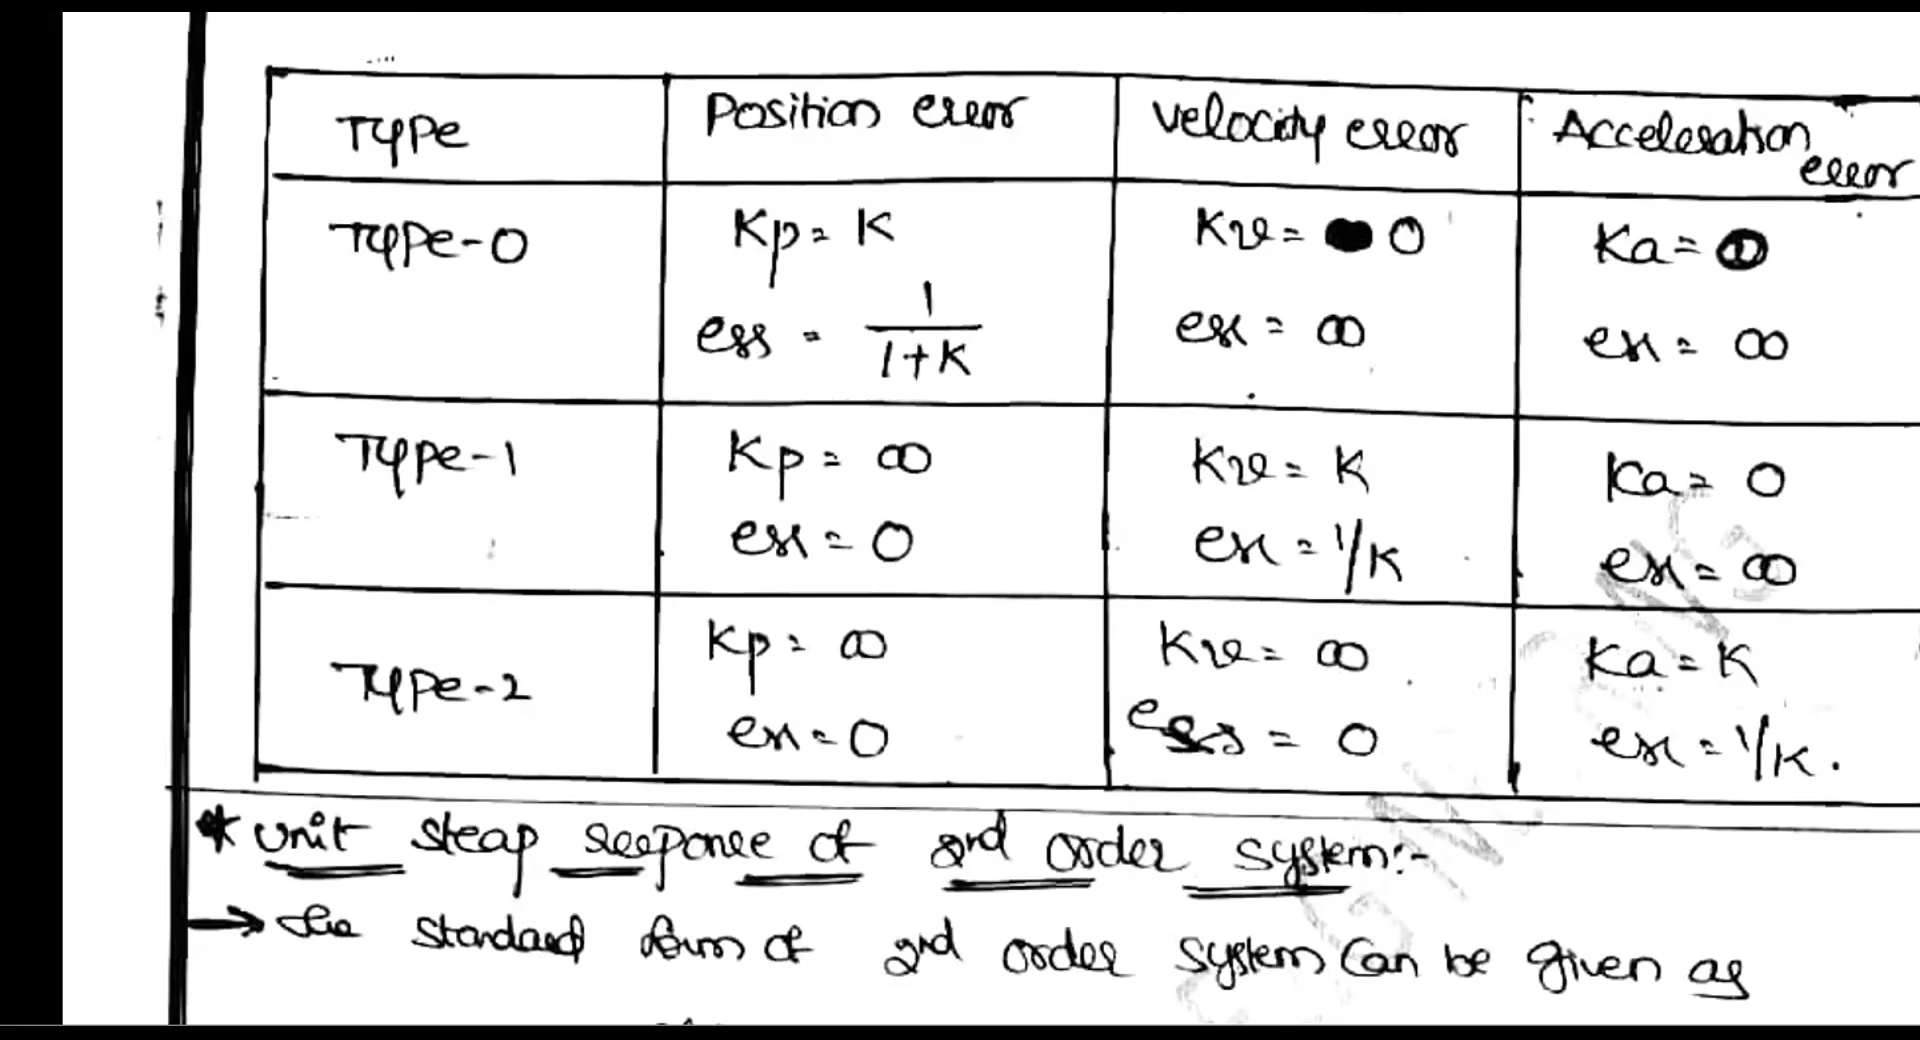 Type Position error Velocity error Acceleration error
Type-0 Kp = K Kv = 0 Ka = 0
ess = 1/1+K ess = ∞ ess = ∞
Type-1 Kp = ∞ Kv = K Ka = 0
ess = 0 ess = 1/K ess = ∞
Type-2 Kp = ∞ Kv = ∞ Ka = K
ess = 0 ess = 0 ess = 1/K.
* Unit steap responce of 2nd order system:-
→ The standard form of 2nd order system can be given as